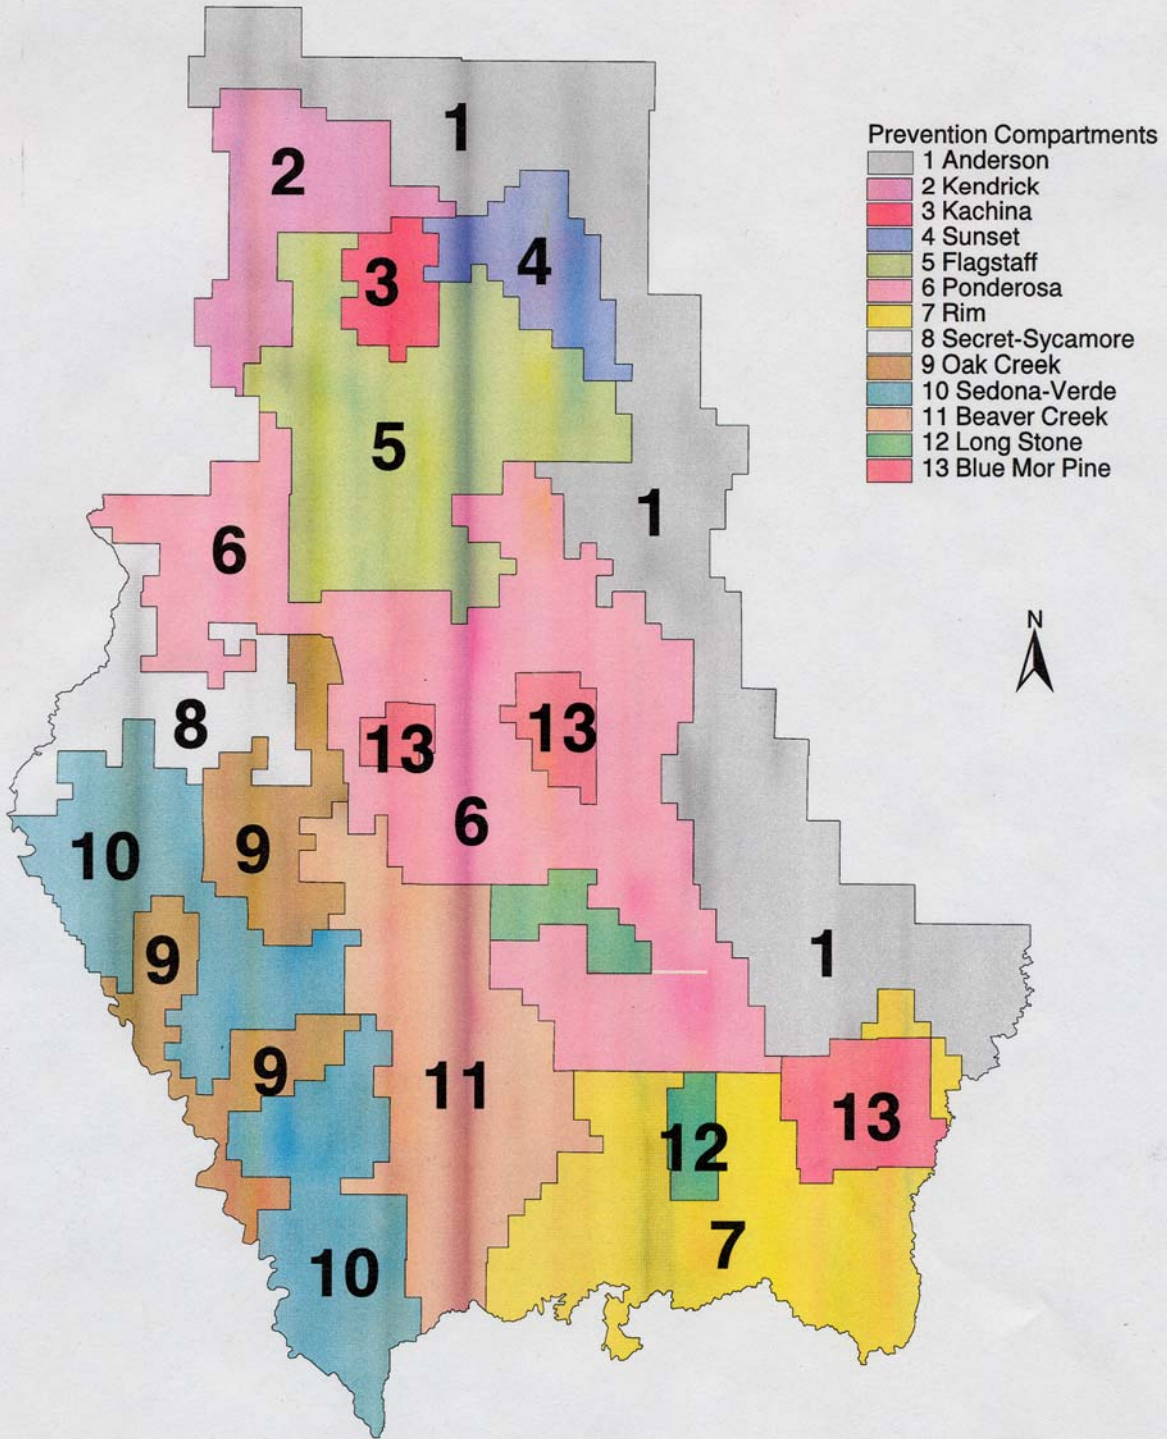 1
2
4
3
5
1
6
13
8
13
6
10
9
1
9
9
11
13
12
7
10
Prevention Compartments
1 Anderson
2 Kendrick
3 Kachina
4 Sunset
5 Flagstaff
6 Ponderosa
7 Rim
8 Secret-Sycamore
9 Oak Creek
10 Sedona-Verde
11 Beaver Creek
12 Long Stone
13 Blue Mor Pine
N